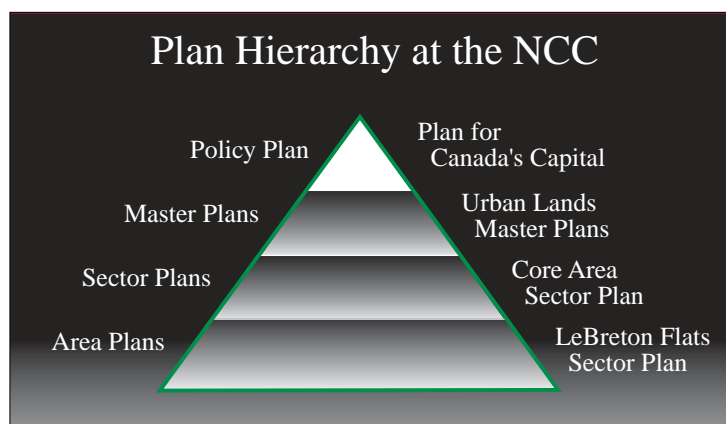 Plan Hierarchy at the NCC
Policy Plan
Plan for
Canada's Capital
Master Plans
Urban Lands
Master Plans
Sector Plans
Core Area
Sector Plan
Area Plans
LeBreton Flats
Sector Plan